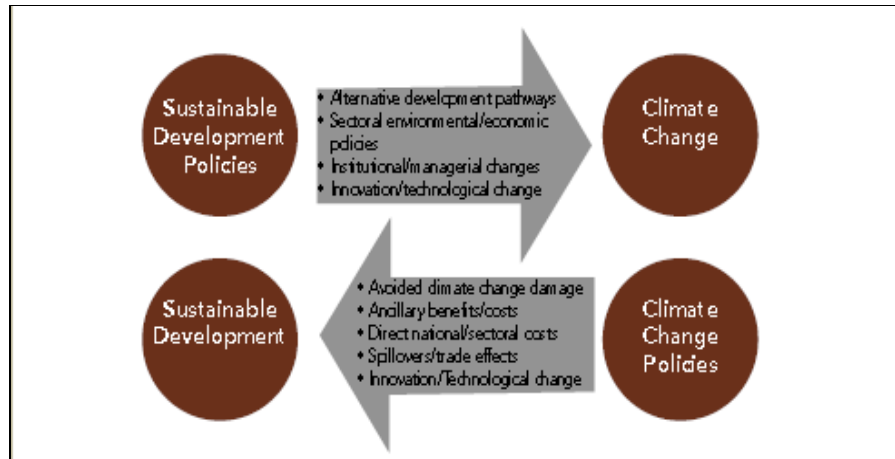 Sustainable
Development
Policies
• Alternative development pathways
• Sectoral environmental/economic
policies
• Institutional/managerial changes
• Innovation/technological change
Climate
Change
Sustainable
Development
• Avoided climate change damage
• Ancillary benefits/costs
• Direct national/sectoral costs
• Spillovers/trade effects
• Innovation/Technological change
Climate
Change
Policies